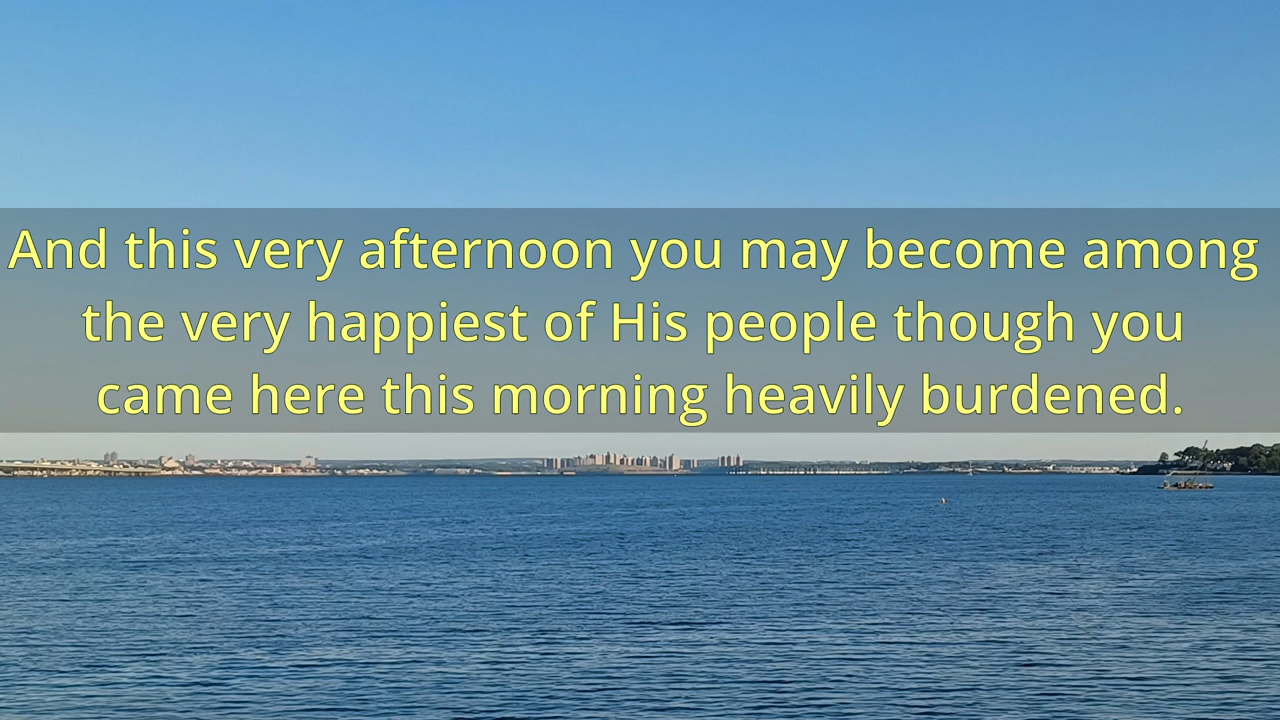 And this very afternoon you may become among
the very happiest of His people though you
came here this morning heavily burdened.